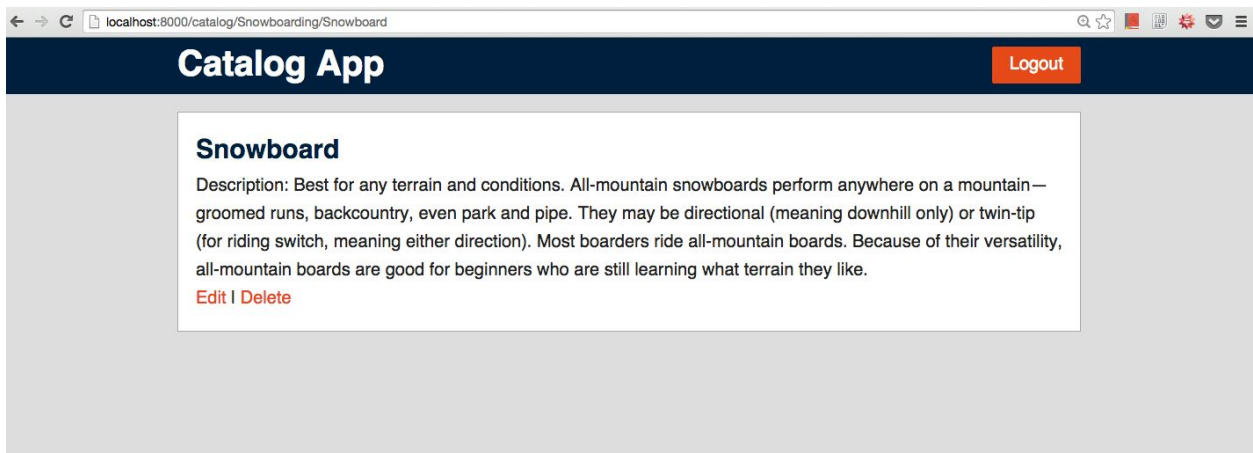 localhost:8000/catalog/Snowboarding/Snowboard
Catalog App
Logout
Snowboard
Description: Best for any terrain and conditions. All-mountain snowboards perform anywhere on a mountain—
groomed runs, backcountry, even park and pipe. They may be directional (meaning downhill only) or twin-tip
(for riding switch, meaning either direction). Most boarders ride all-mountain boards. Because of their versatility,
all-mountain boards are good for beginners who are still learning what terrain they like.
Edit | Delete